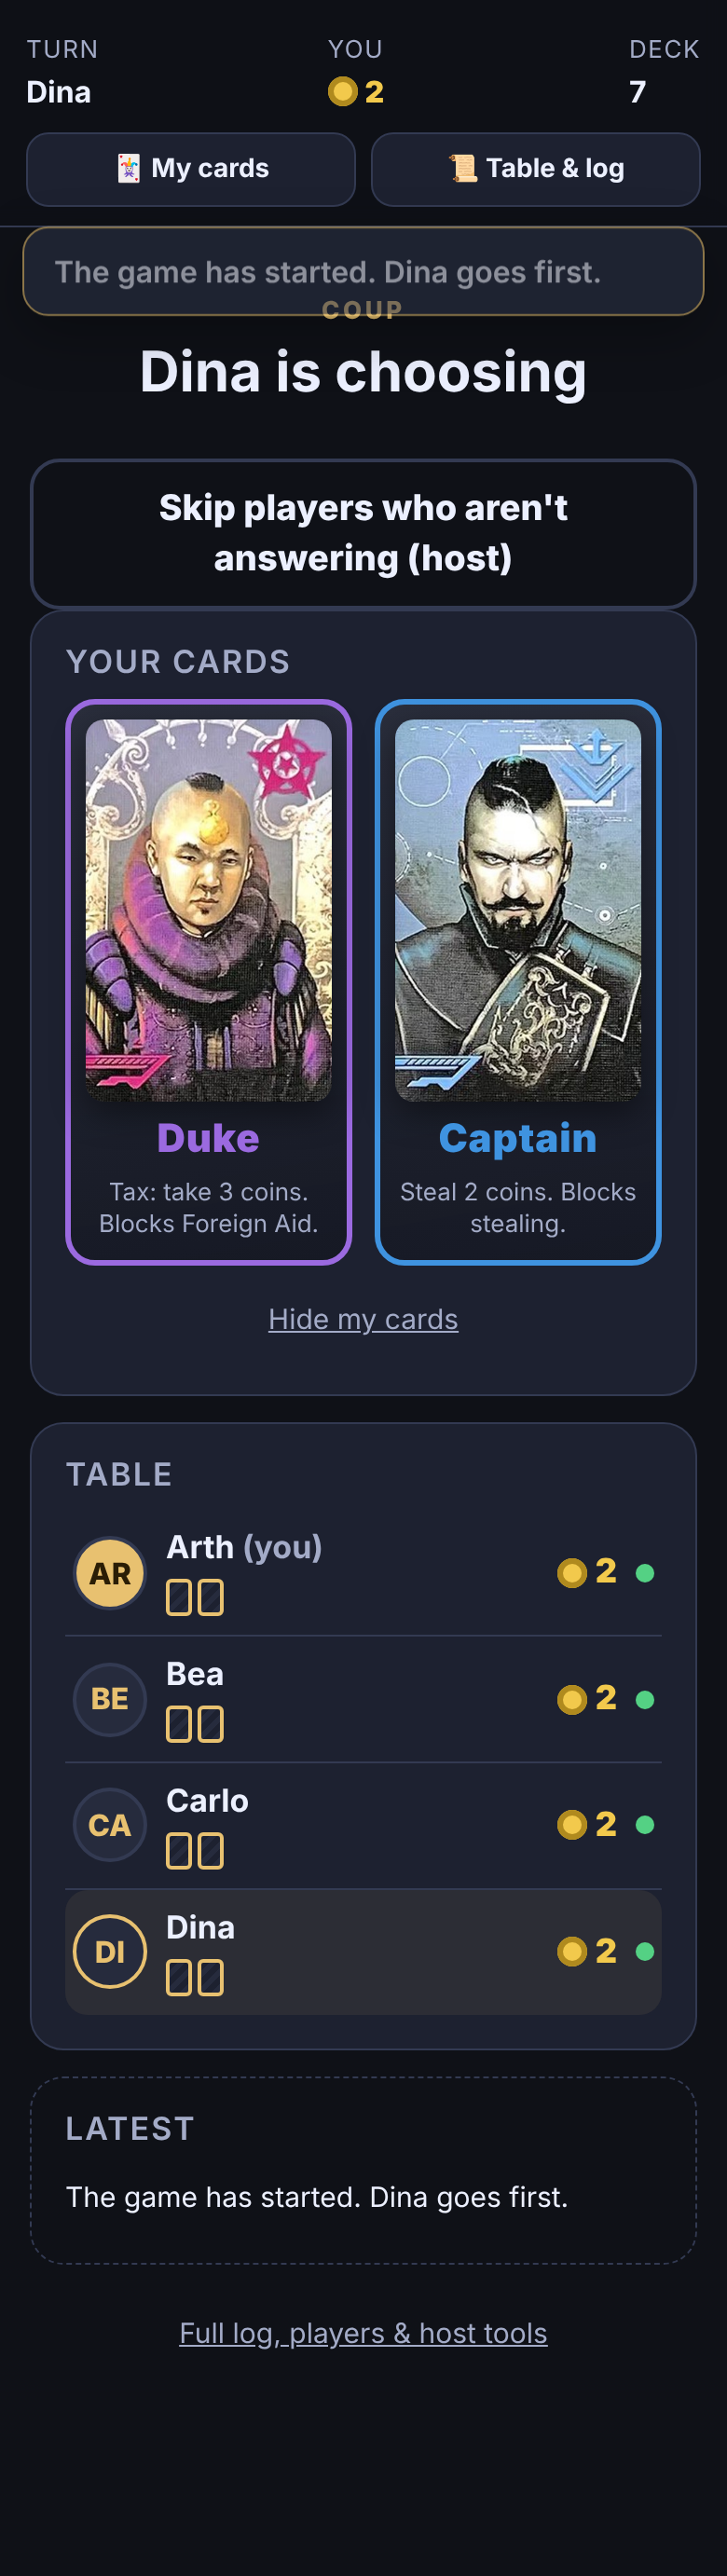 TURN
Dina
YOU
2
DECK
7
🃏 My cards
📜 Table & log
The game has started. Dina goes first.
COUP
Dina is choosing
Skip players who aren't
answering (host)
YOUR CARDS
Duke
Tax: take 3 coins.
Blocks Foreign Aid.
Captain
Steal 2 coins. Blocks
stealing.
Hide my cards
TABLE
AR
Arth (you)
2
BE
Bea
2
CA
Carlo
2
DI
Dina
2
LATEST
The game has started. Dina goes first.
Full log, players & host tools